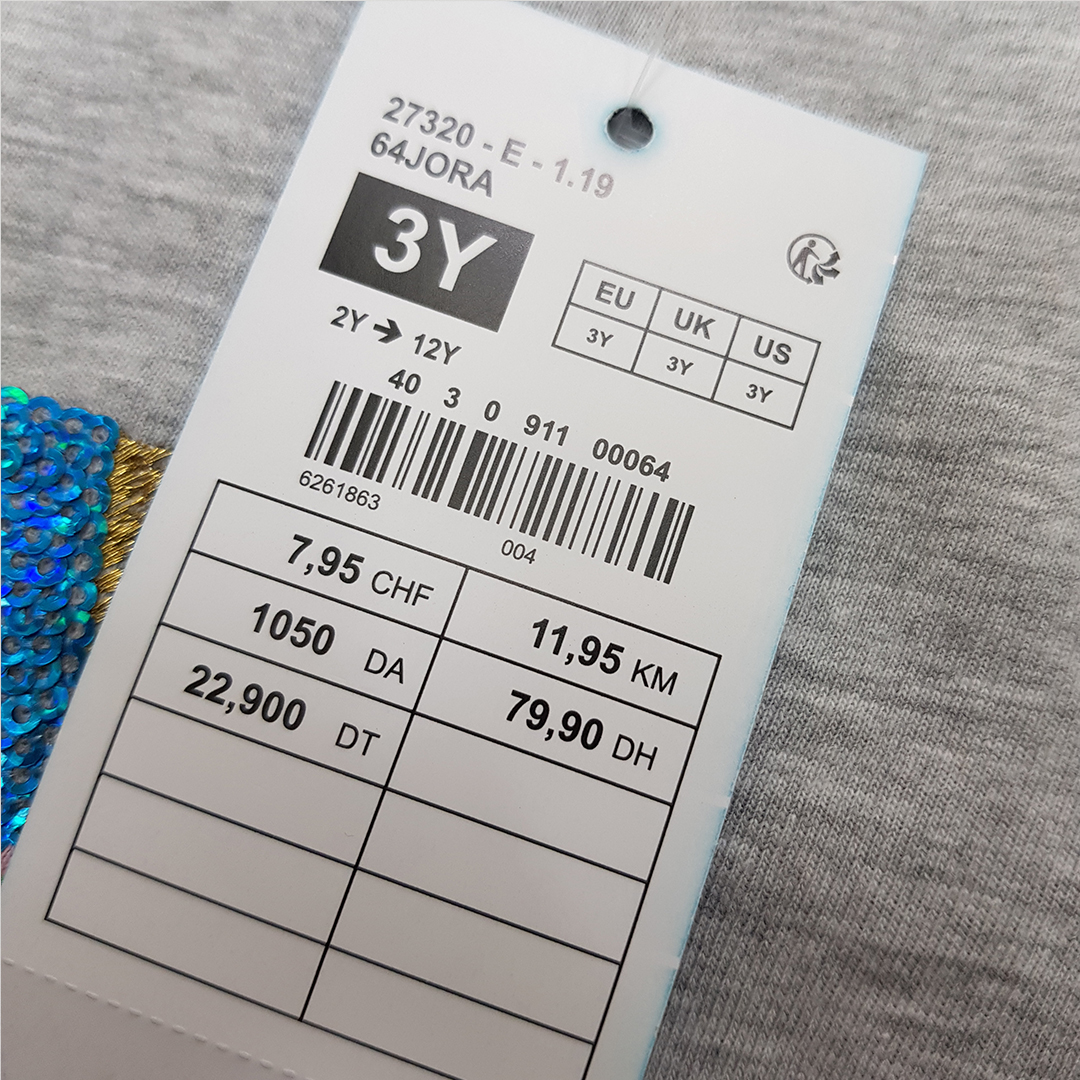 27320 - E - 1.19
64JORA
3Y
2Y ➔ 12Y
EU UK US
3Y 3Y 3Y
40 3 0 911 00064
6261863 004
7,95 CHF 11,95 KM
1050 DA 79,90 DH
22,900 DT